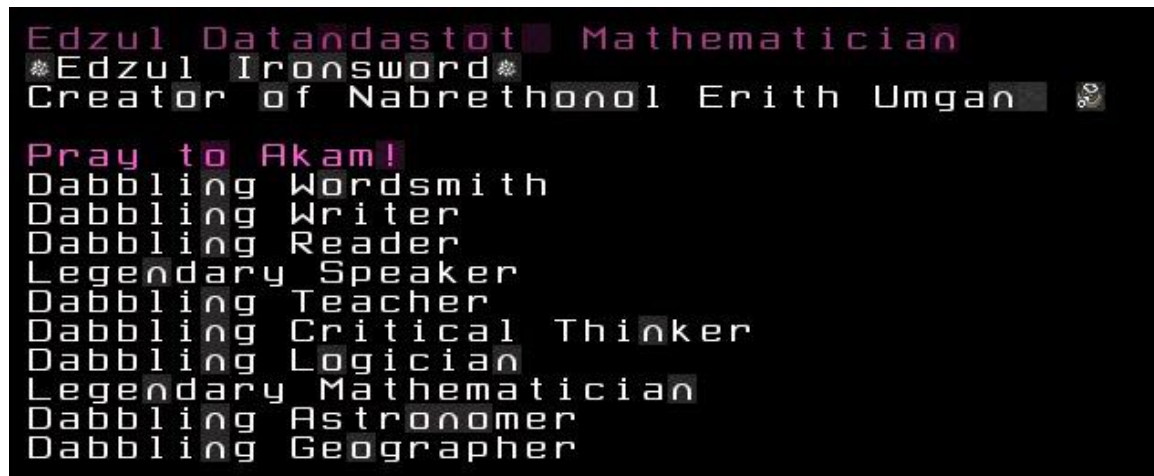 Edzul Datandastot Mathematician
☼Edzul Ironsword☼
Creator of Nabrethonol Erith Umgan

Pray to Akam!
Dabbling Wordsmith
Dabbling Writer
Dabbling Reader
Legendary Speaker
Dabbling Teacher
Dabbling Critical Thinker
Dabbling Logician
Legendary Mathematician
Dabbling Astronomer
Dabbling Geographer